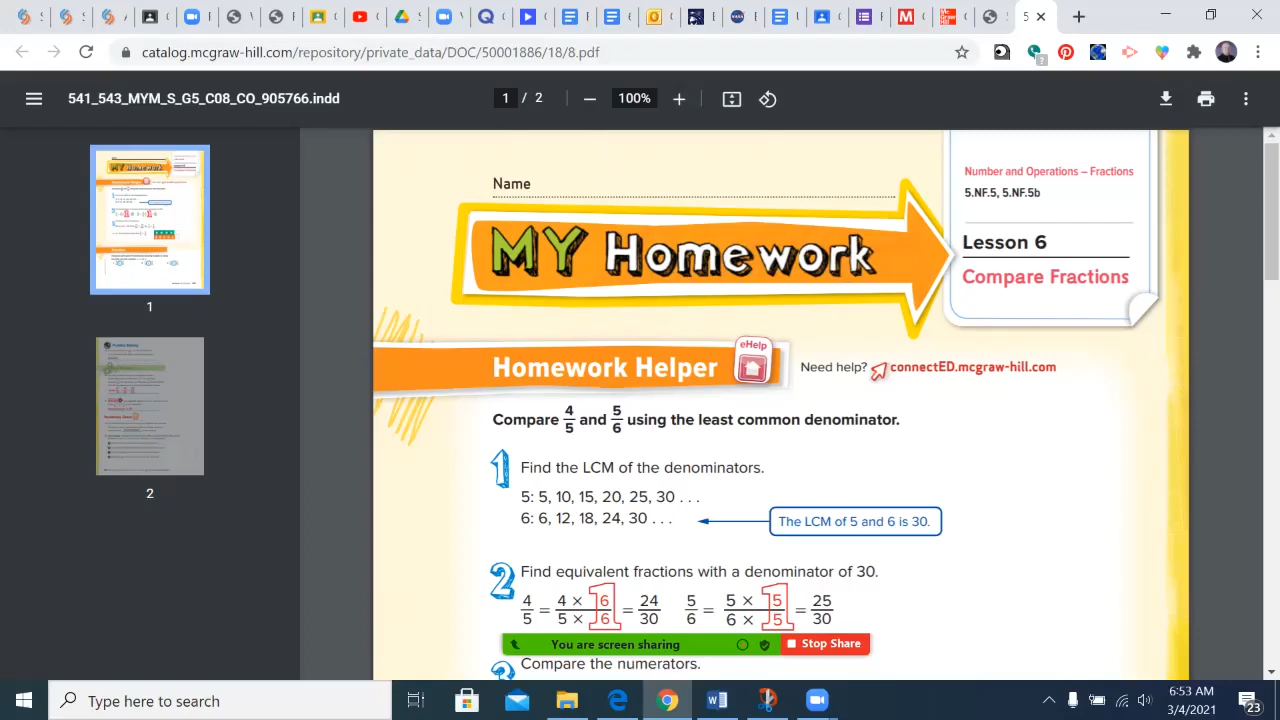 5
catalog.mcgraw-hill.com/repository/private_data/DOC/50001886/18/8.pdf
541_543_MYM_S_G5_C08_CO_905766.indd
1 / 2
100%
1
2
Name
Number and Operations – Fractions
5.NF.5, 5.NF.5b
Lesson 6
Compare Fractions
MY Homework
Homework Helper
eHelp
Need help? connectED.mcgraw-hill.com
Compare 4/5 and 5/6 using the least common denominator.
1 Find the LCM of the denominators.
5: 5, 10, 15, 20, 25, 30 . . .
6: 6, 12, 18, 24, 30 . . .
The LCM of 5 and 6 is 30.
2 Find equivalent fractions with a denominator of 30.
4/5 = 4 × 6/5 × 6 = 24/30 5/6 = 5 × 5/6 × 5 = 25/30
You are screen sharing
Stop Share
3 Compare the numerators.
Type here to search
6:53 AM
3/4/2021
23